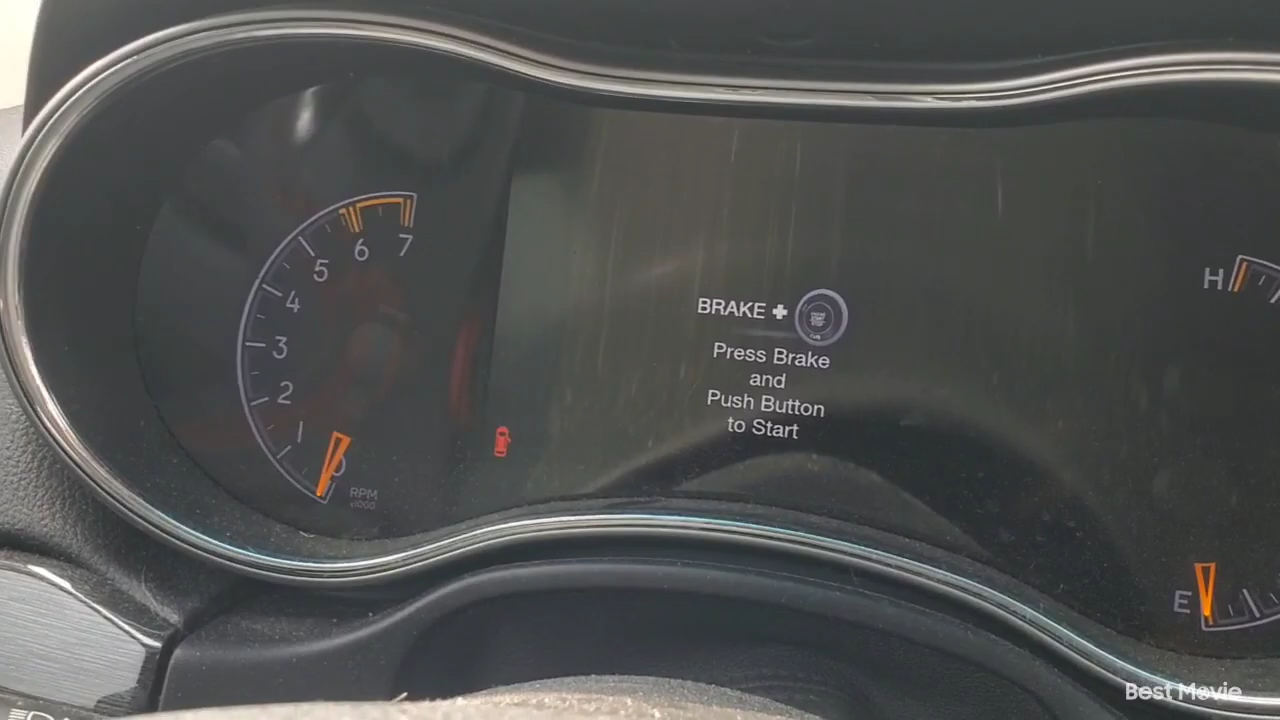 7
6
5
4
3
2
1
0
RPM
BRAKE +
Press Brake
and
Push Button
to Start
H
E
Best Movie